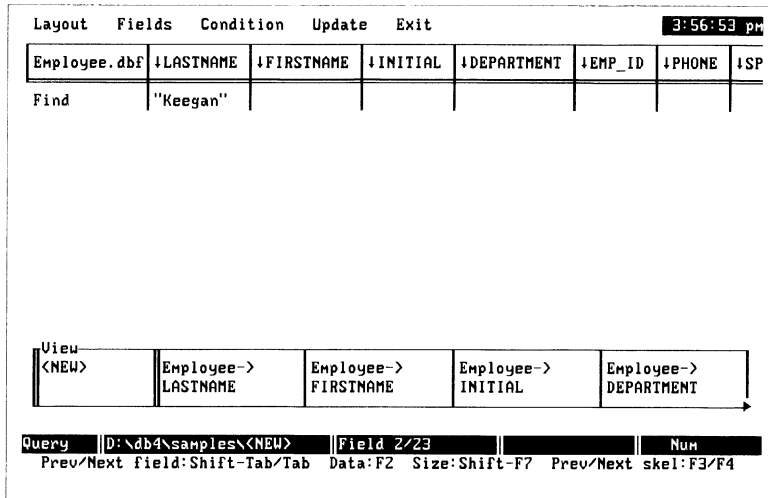 Layout Fields Condition Update Exit 3:56:53 pm
Employee.dbf ↓LASTNAME ↓FIRSTNAME ↓INITIAL ↓DEPARTMENT ↓EMP_ID ↓PHONE ↓SP
Find "Keegan"
View
<NEW> Employee-> Employee-> Employee-> Employee->
LASTNAME FIRSTNAME INITIAL DEPARTMENT
Query D:\db4\samples\<NEW> Field 2/23 Num
Prev/Next field:Shift-Tab/Tab Data:F2 Size:Shift-F7 Prev/Next skel:F3/F4